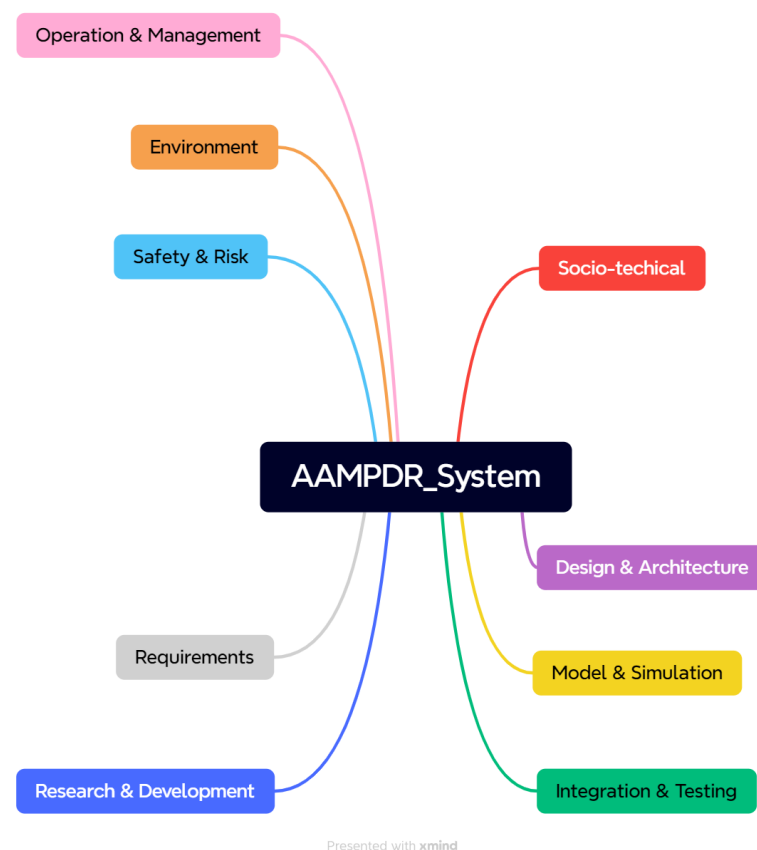 Operation & Management
Environment
Safety & Risk
Socio-techical
AAMPDR_System
Design & Architecture
Requirements
Model & Simulation
Research & Development
Integration & Testing
Presented with xmind